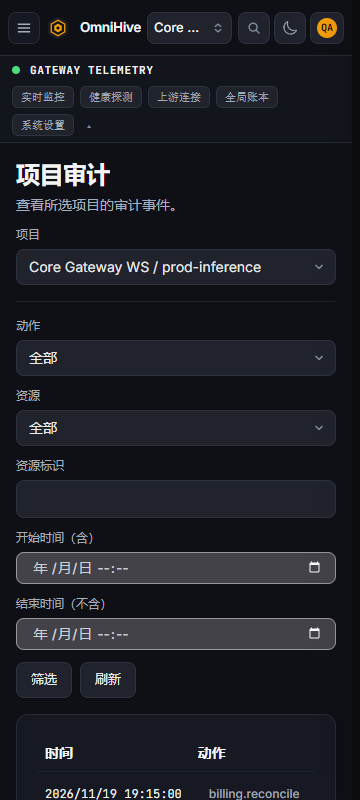 OmniHive Core ... QA
GATEWAY TELEMETRY
实时监控 健康探测 上游连接 全局账本
系统设置
项目审计
查看所选项目的审计事件。
项目
Core Gateway WS / prod-inference
动作
全部
资源
全部
资源标识
开始时间（含）
年 /月/日 --:--
结束时间（不含）
年 /月/日 --:--
筛选 刷新
时间 动作
2026/11/19 19:15:00 billing.reconcile